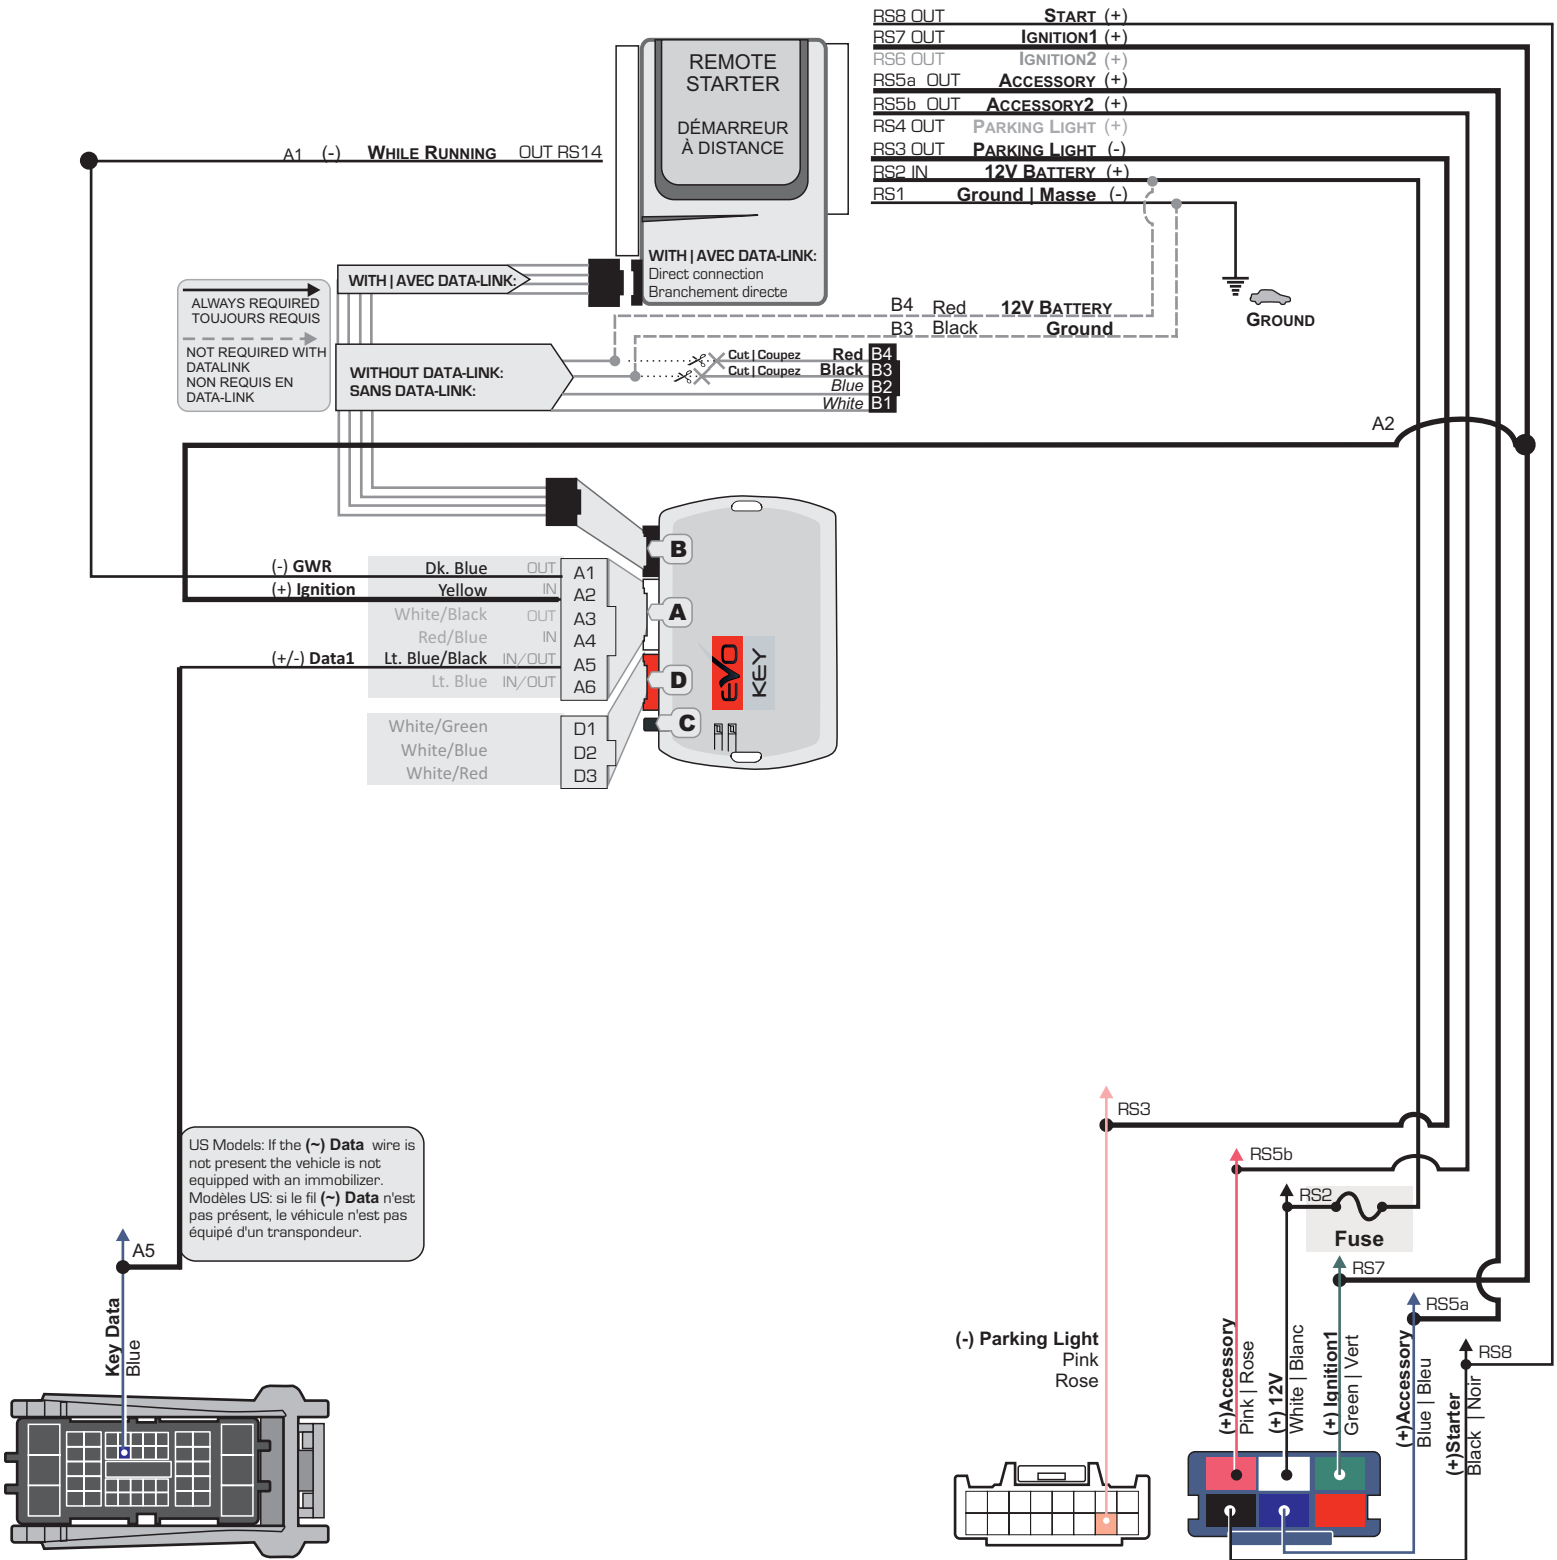 RS8 OUT START (+)
RS7 OUT IGNITION1 (+)
RS6 OUT IGNITION2 (+)
RS5a OUT ACCESSORY (+)
RS5b OUT ACCESSORY2 (+)
RS4 OUT PARKING LIGHT (+)
RS3 OUT PARKING LIGHT (-)
RS2 IN 12V BATTERY (+)
RS1 Ground | Masse (-)
REMOTE
STARTER
DÉMARREUR
À DISTANCE
A1 (-) WHILE RUNNING OUT RS14
WITH | AVEC DATA-LINK:
Direct connection
Branchement directe
WITH | AVEC DATA-LINK:
ALWAYS REQUIRED
TOUJOURS REQUIS
NOT REQUIRED WITH
DATALINK
NON REQUIS EN
DATA-LINK
GROUND
B4 Red 12V BATTERY
B3 Black Ground
WITHOUT DATA-LINK:
SANS DATA-LINK:
Cut | Coupez Red B4
Cut | Coupez Black B3
Blue B2
White B1
A2
(-) GWR Dk. Blue OUT A1
(+) Ignition Yellow IN A2
White/Black OUT A3
Red/Blue IN A4
(+/-) Data1 Lt. Blue/Black IN/OUT A5
Lt. Blue IN/OUT A6
White/Green D1
White/Blue D2
White/Red D3
B
A
D
C
EVO
KEY
US Models: If the (~) Data wire is
not present the vehicle is not
equipped with an immobilizer.
Modèles US: si le fil (~) Data n'est
pas présent, le véhicule n'est pas
équipé d'un transpondeur.
A5
Key Data
Blue
RS3
RS5b
RS2
Fuse
RS7
RS5a
RS8
(-) Parking Light
Pink
Rose
(+)Accessory
Pink | Rose
(+) 12V
White | Blanc
(+) Ignition1
Green | Vert
(+)Accessory
Blue | Bleu
(+)Starter
Black | Noir